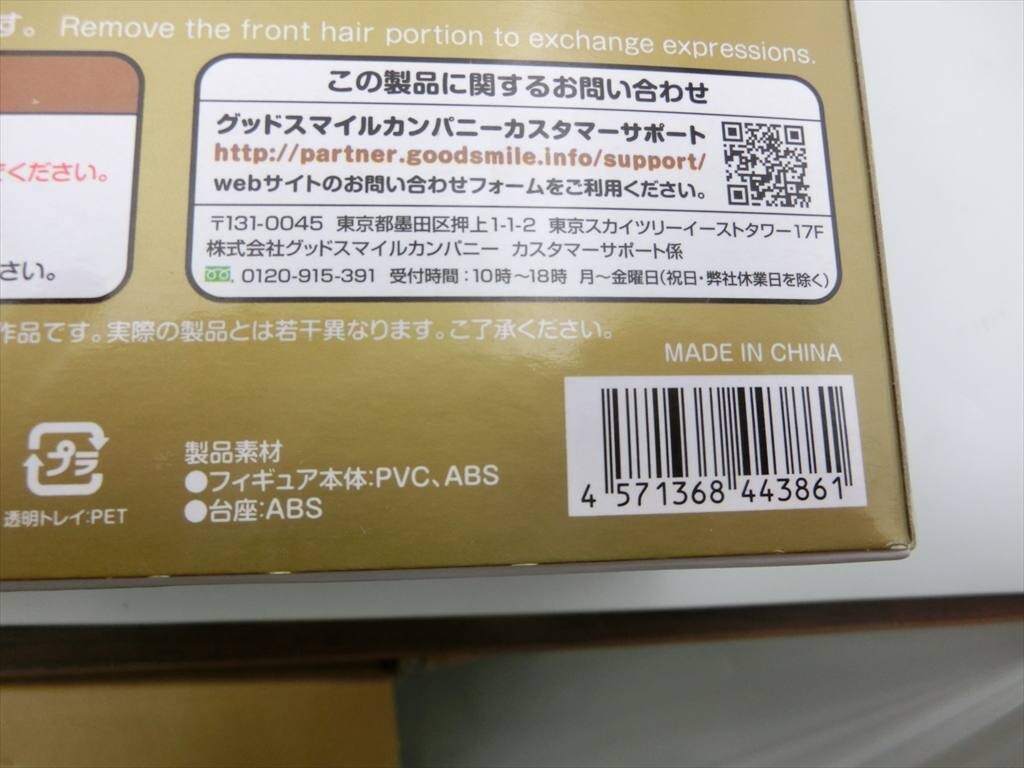 す。 Remove the front hair portion to exchange expressions.
ください。
さい。
この製品に関するお問い合わせ
グッドスマイルカンパニーカスタマーサポート
http://partner.goodsmile.info/support/
webサイトのお問い合わせフォームをご利用ください。
〒131-0045 東京都墨田区押上1-1-2 東京スカイツリーイーストタワー17F
株式会社グッドスマイルカンパニー カスタマーサポート係
0120-915-391 受付時間:10時〜18時 月〜金曜日(祝日・弊社休業日を除く)
作品です。実際の製品とは若干異なります。ご了承ください。
MADE IN CHINA
プラ
透明トレイ:PET
製品素材
●フィギュア本体:PVC、ABS
●台座:ABS
4 571368 443861